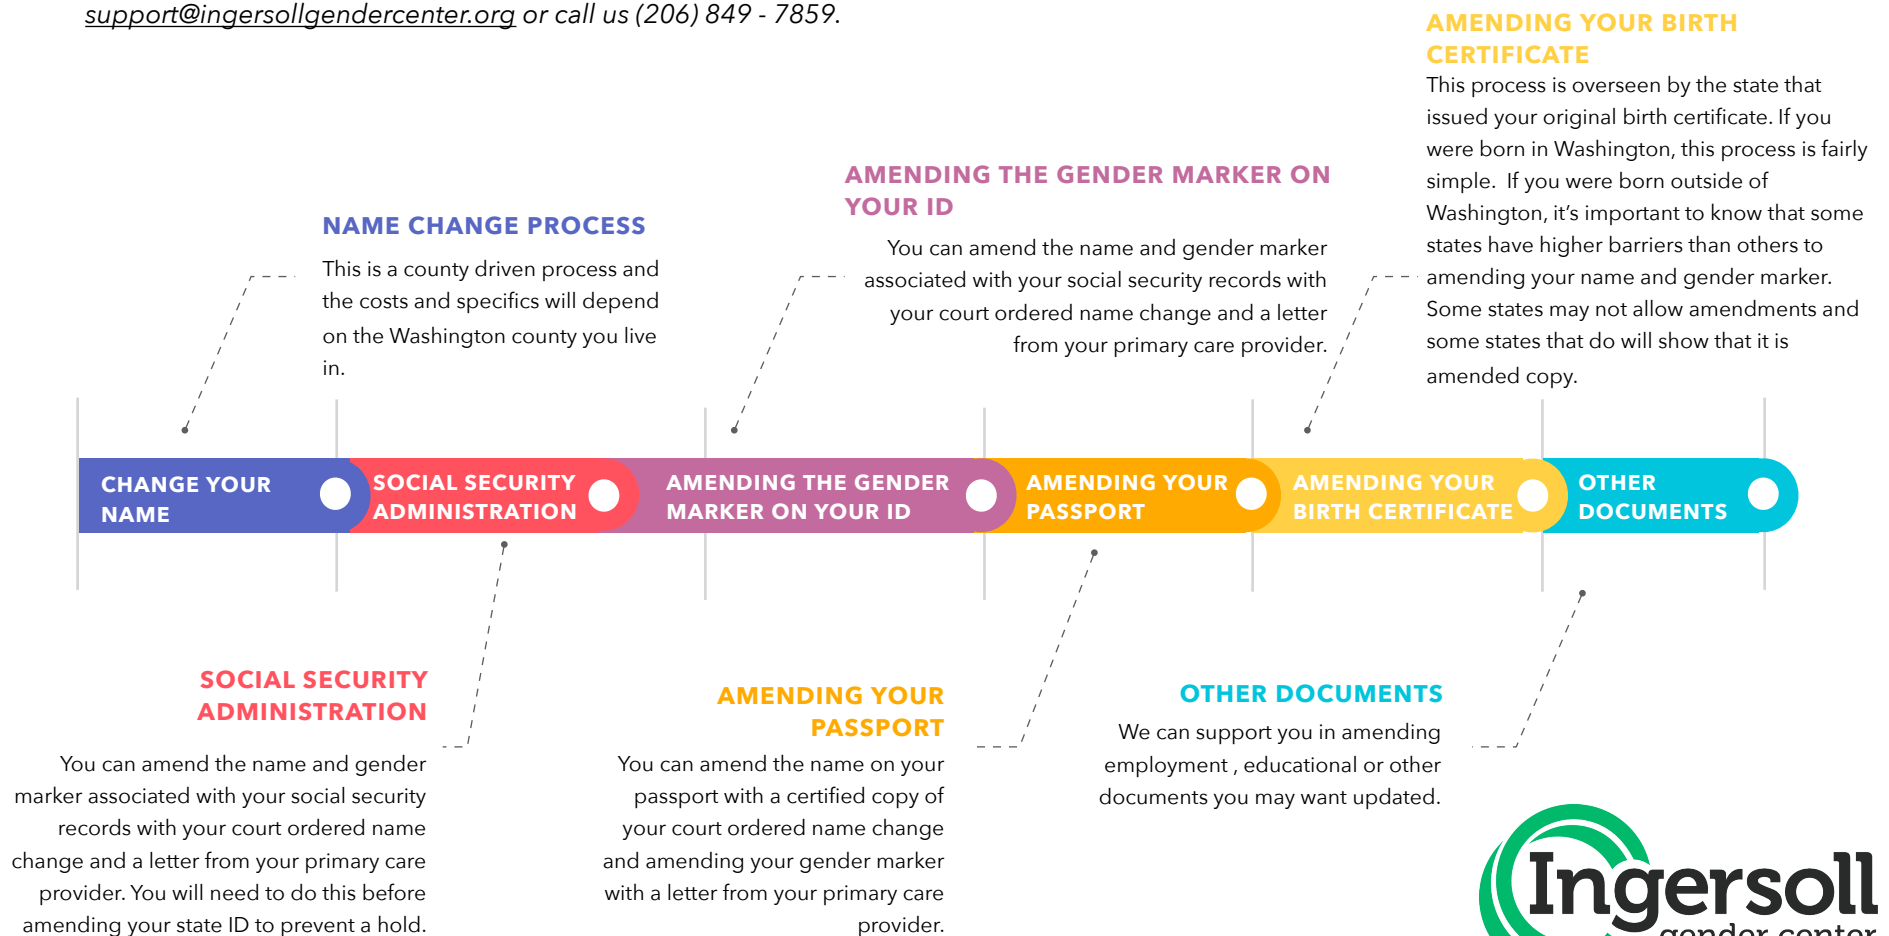 support@ingersollgendercenter.org or call us (206) 849 - 7859.
AMENDING YOUR BIRTH
CERTIFICATE
This process is overseen by the state that
issued your original birth certificate. If you
were born in Washington, this process is fairly
simple.  If you were born outside of
Washington, it's important to know that some
states have higher barriers than others to
amending your name and gender marker.
Some states may not allow amendments and
some states that do will show that it is
amended copy.
AMENDING THE GENDER MARKER ON
YOUR ID
You can amend the name and gender marker
associated with your social security records with
your court ordered name change and a letter
from your primary care provider.
NAME CHANGE PROCESS
This is a county driven process and
the costs and specifics will depend
on the Washington county you live
in.
CHANGE YOUR
NAME
SOCIAL SECURITY
ADMINISTRATION
AMENDING THE GENDER
MARKER ON YOUR ID
AMENDING YOUR
PASSPORT
AMENDING YOUR
BIRTH CERTIFICATE
OTHER
DOCUMENTS
SOCIAL SECURITY
ADMINISTRATION
You can amend the name and gender
marker associated with your social security
records with your court ordered name
change and a letter from your primary care
provider. You will need to do this before
amending your state ID to prevent a hold.
AMENDING YOUR
PASSPORT
You can amend the name on your
passport with a certified copy of
your court ordered name change
and amending your gender marker
with a letter from your primary care
provider.
OTHER DOCUMENTS
We can support you in amending
employment , educational or other
documents you may want updated.
Ingersoll
gender center